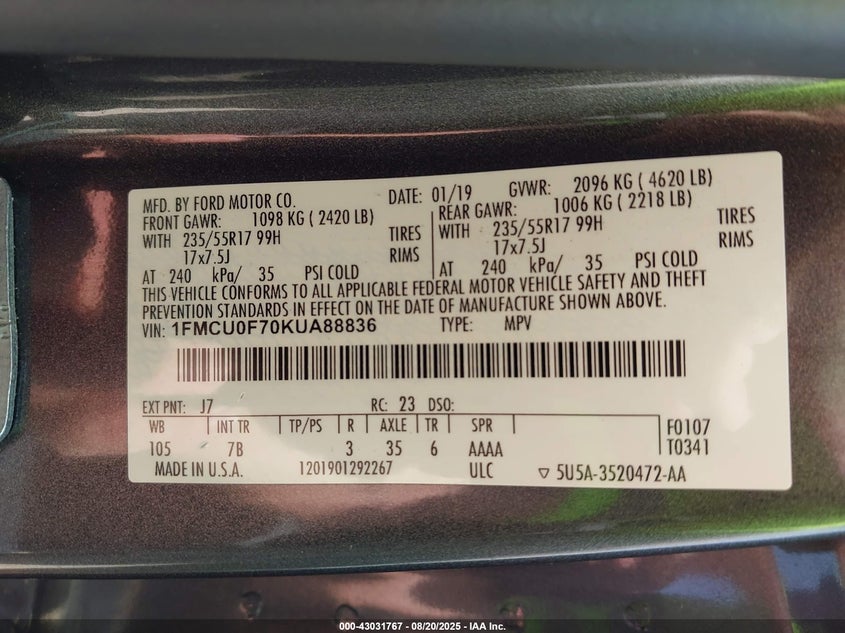 MFD. BY FORD MOTOR CO. DATE: 01/19 GVWR: 2096 KG ( 4620 LB)
FRONT GAWR: 1098 KG ( 2420 LB) REAR GAWR: 1006 KG ( 2218 LB)
WITH 235/55R17 99H TIRES WITH 235/55R17 99H TIRES
17x7.5J RIMS 17x7.5J RIMS
AT 240 kPa/ 35 PSI COLD AT 240 kPa/ 35 PSI COLD
THIS VEHICLE CONFORMS TO ALL APPLICABLE FEDERAL MOTOR VEHICLE SAFETY AND THEFT
PREVENTION STANDARDS IN EFFECT ON THE DATE OF MANUFACTURE SHOWN ABOVE.
VIN: 1FMCU0F70KUA88836 TYPE: MPV
EXT PNT: J7 RC: 23 DSO:
WB INT TR TP/PS R AXLE TR SPR F0107
105 7B 3 35 6 AAAA T0341
MADE IN U.S.A. 1201901292267 ULC ▽ 5U5A-3520472-AA
000-43031767 - 08/20/2025 - IAA Inc.